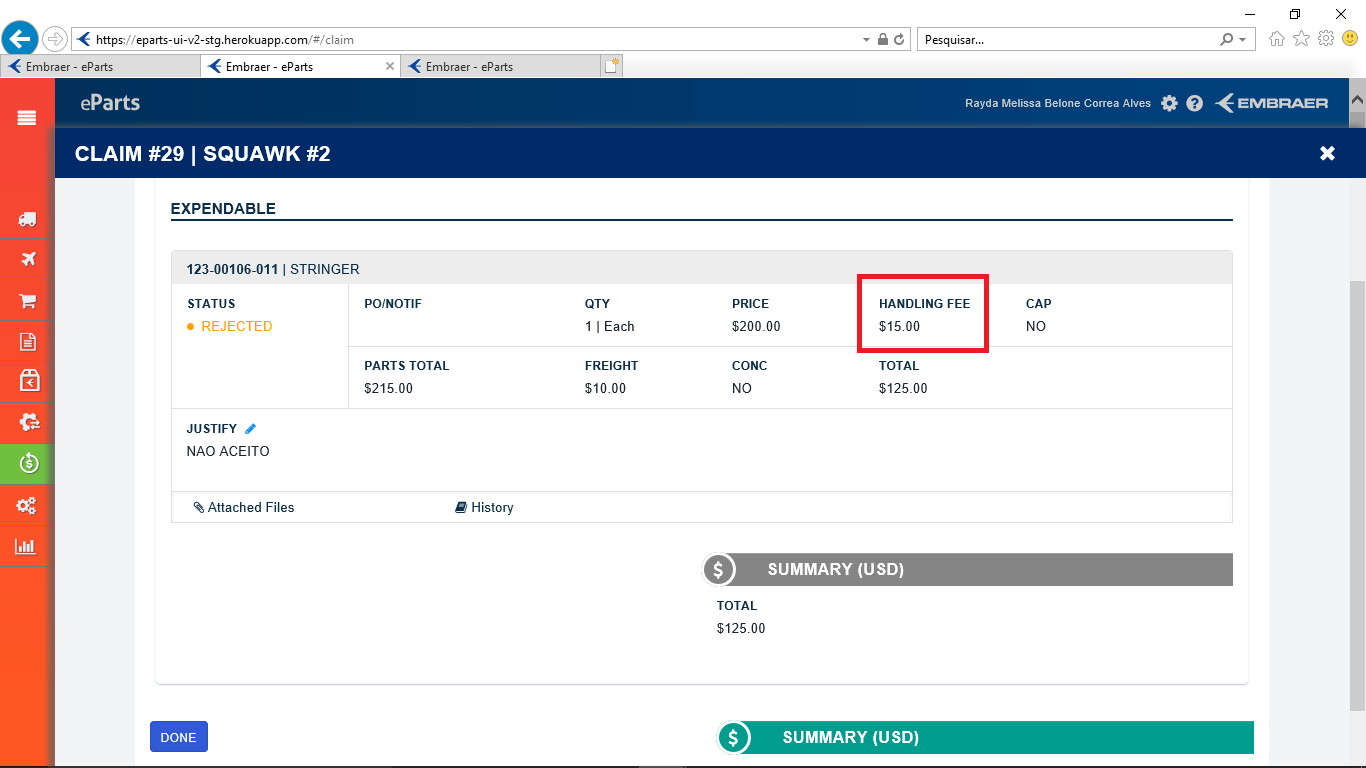 https://eparts-ui-v2-stg.herokuapp.com/#/claim
Pesquisar...
Embraer - eParts
Embraer - eParts
Embraer - eParts
eParts
Rayda Melissa Belone Correa Alves
EMBRAER
CLAIM #29 | SQUAWK #2
EXPENDABLE
123-00106-011 | STRINGER
STATUS
REJECTED
PO/NOTIF
QTY
1 | Each
PRICE
$200.00
HANDLING FEE
$15.00
CAP
NO
PARTS TOTAL
$215.00
FREIGHT
$10.00
CONC
NO
TOTAL
$125.00
JUSTIFY
NAO ACEITO
Attached Files
History
$ SUMMARY (USD)
TOTAL
$125.00
DONE
$ SUMMARY (USD)